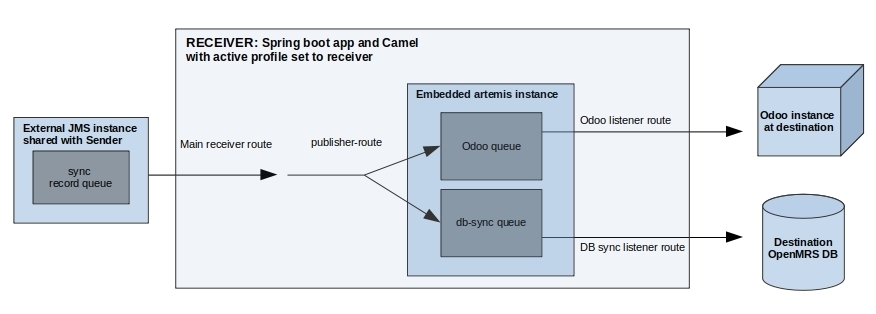 RECEIVER: Spring boot app and Camel
with active profile set to receiver
External JMS instance
shared with Sender
sync
record queue
Main receiver route
publisher-route
Embedded artemis instance
Odoo queue
db-sync queue
Odoo listener route
DB sync listener route
Odoo instance
at destination
Destination
OpenMRS DB